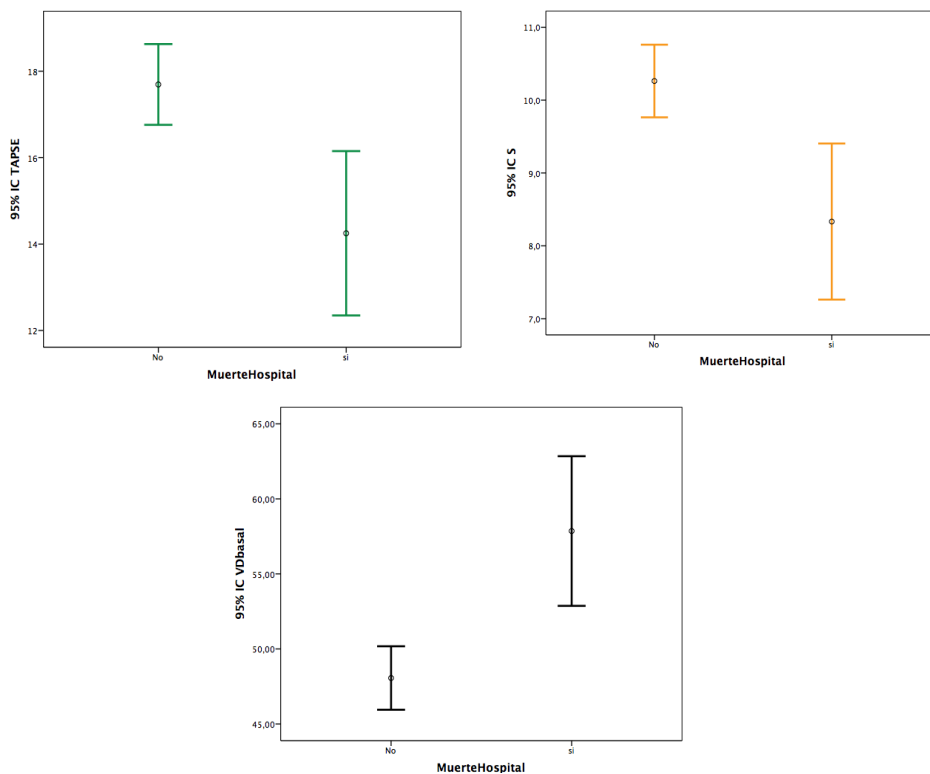 95% IC TAPSE
18
16
14
12
No
si
MuerteHospital
95% IC S
11,0
10,0
9,0
8,0
7,0
No
si
MuerteHospital
95% IC VDbasal
65,00
60,00
55,00
50,00
45,00
No
si
MuerteHospital